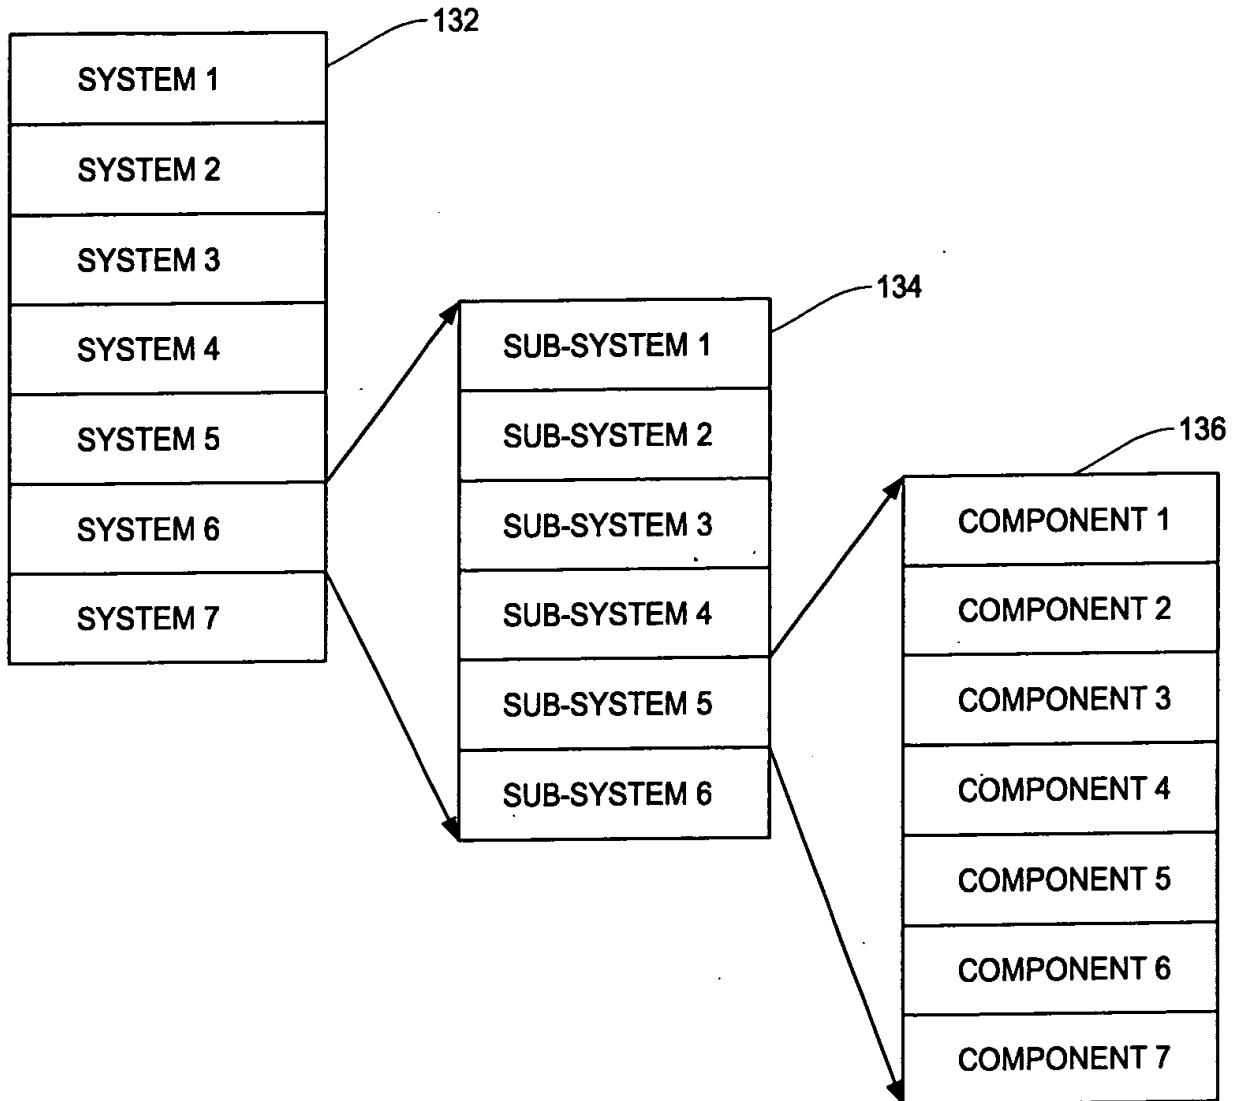 132
SYSTEM 1
SYSTEM 2
SYSTEM 3
SYSTEM 4
SYSTEM 5
SYSTEM 6
SYSTEM 7
134
SUB-SYSTEM 1
SUB-SYSTEM 2
SUB-SYSTEM 3
SUB-SYSTEM 4
SUB-SYSTEM 5
SUB-SYSTEM 6
136
COMPONENT 1
COMPONENT 2
COMPONENT 3
COMPONENT 4
COMPONENT 5
COMPONENT 6
COMPONENT 7